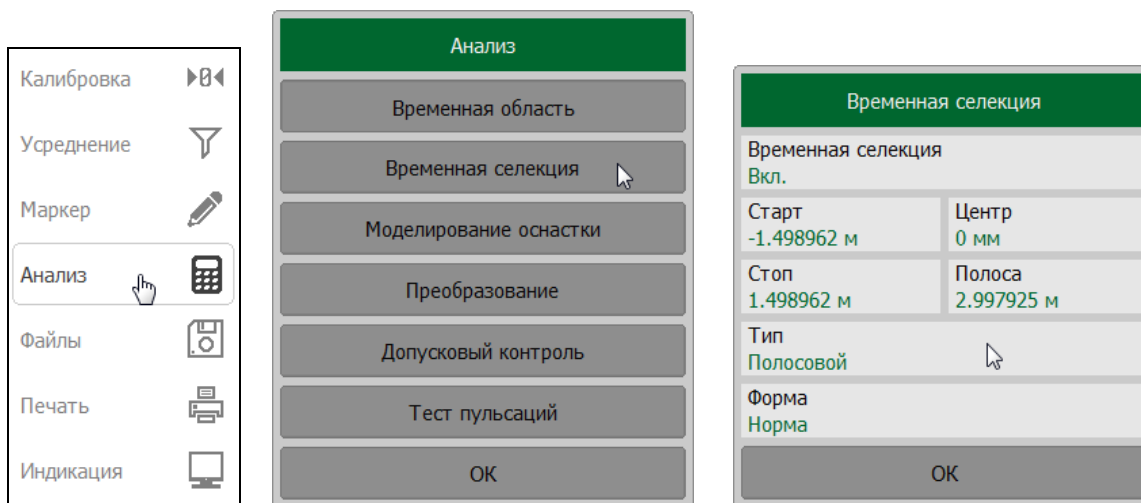 Калибровка
Усреднение
Маркер
Анализ
Файлы
Печать
Индикация
Анализ
Временная область
Временная селекция
Моделирование оснастки
Преобразование
Допусковый контроль
Тест пульсаций
ОК
Временная селекция
Временная селекция
Вкл.
Старт
-1.498962 м
Центр
0 мм
Стоп
1.498962 м
Полоса
2.997925 м
Тип
Полосовой
Форма
Норма
ОК